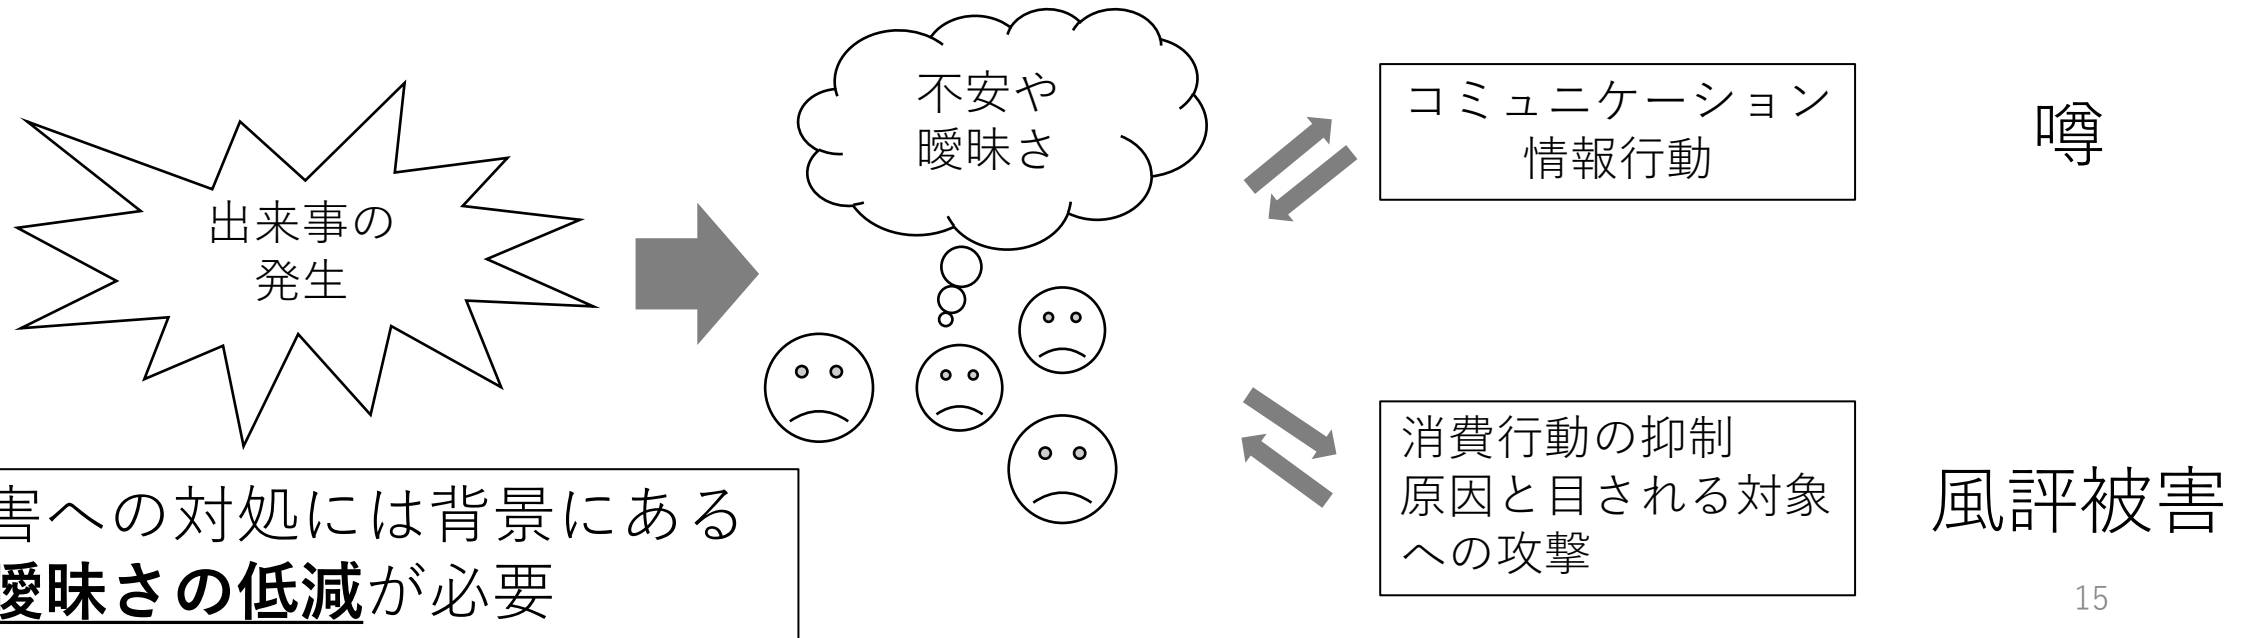 出来事の
発生
不安や
曖昧さ
コミュニケーション
情報行動
噂
消費行動の抑制
原因と目される対象
への攻撃
風評被害
害への対処には背景にある
曖昧さの低減が必要
15